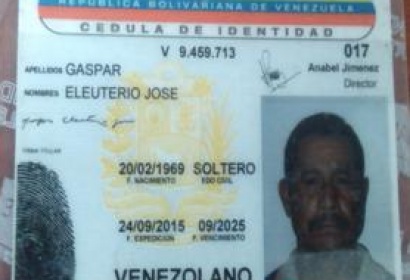 REPUBLICA BOLIVARIANA DE VENEZUELA
CEDULA DE IDENTIDAD
V 9.459.713
017
APELLIDOS GASPAR
Anabel Jimenez
Director
NOMBRES ELEUTERIO JOSE
FIRMA TITULAR
20/02/1969 SOLTERO
F. NACIMIENTO EDO CIVIL
24/09/2015 09/2025
F. EXPEDICION F. VENCIMIENTO
VENEZOLANO